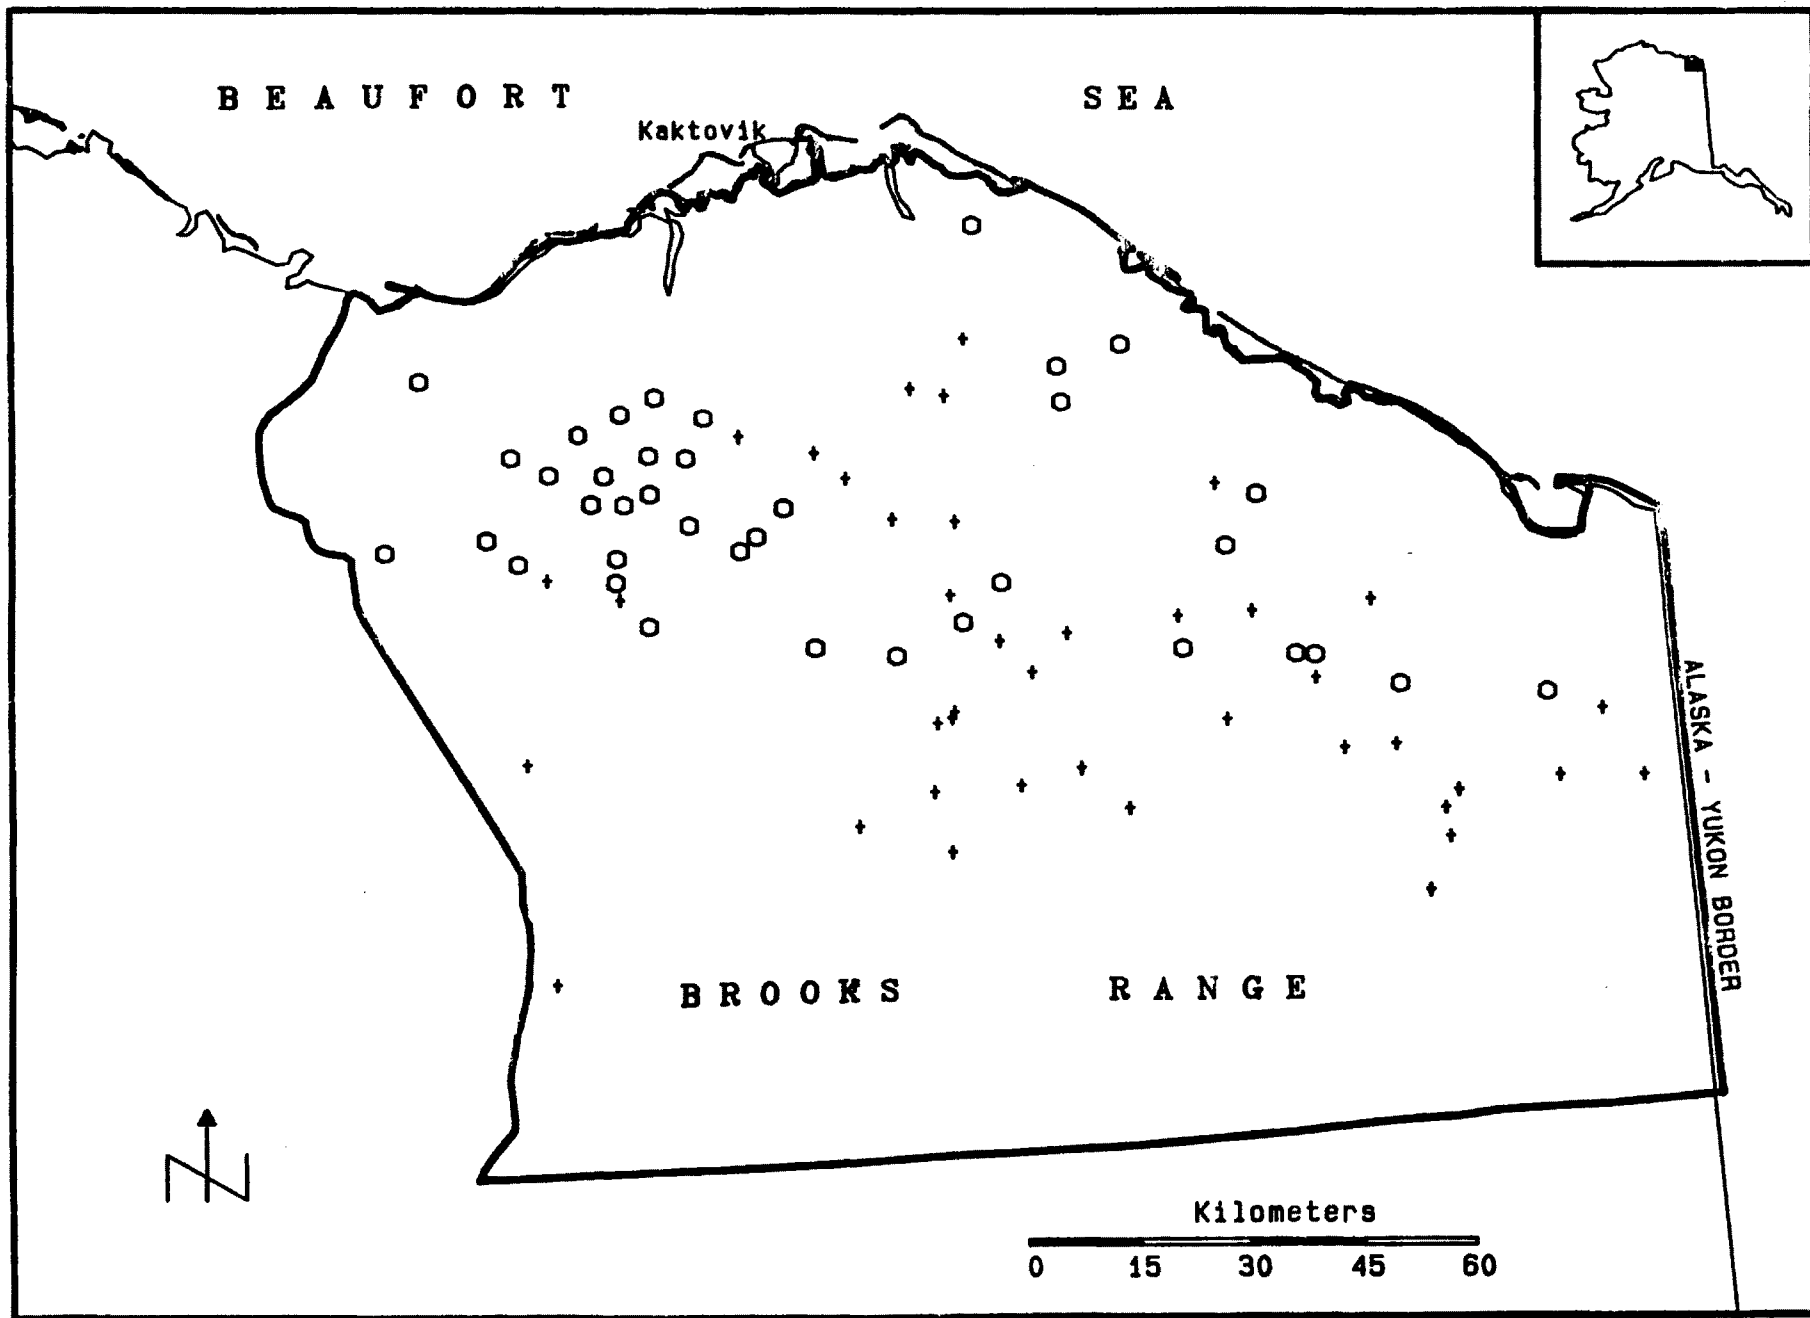 BEAUFORT SEA
Kaktovik
ALASKA - YUKON BORDER
BROOKS RANGE
N
Kilometers
0 15 30 45 60